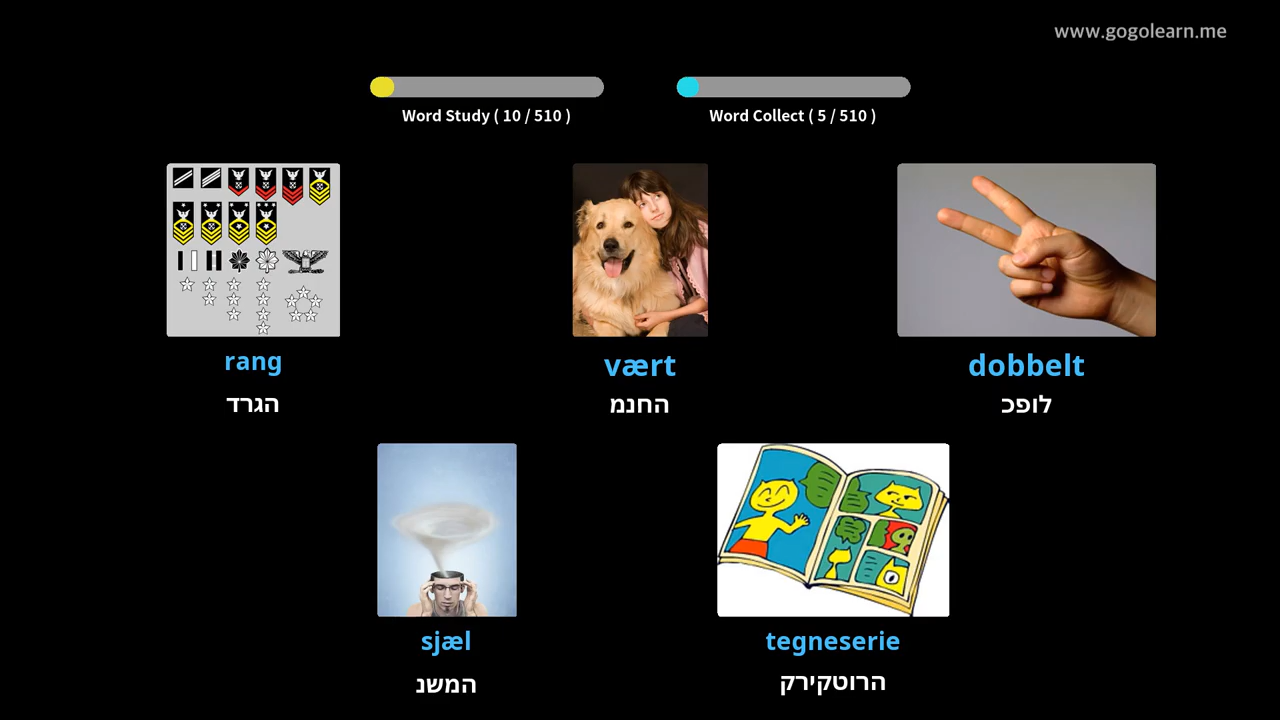 www.gogolearn.me
Word Study ( 10 / 510 )
Word Collect ( 5 / 510 )
rang
הגרד
vært
החנמ
dobbelt
לופכ
sjæl
המשנ
tegneserie
הרוטקירק